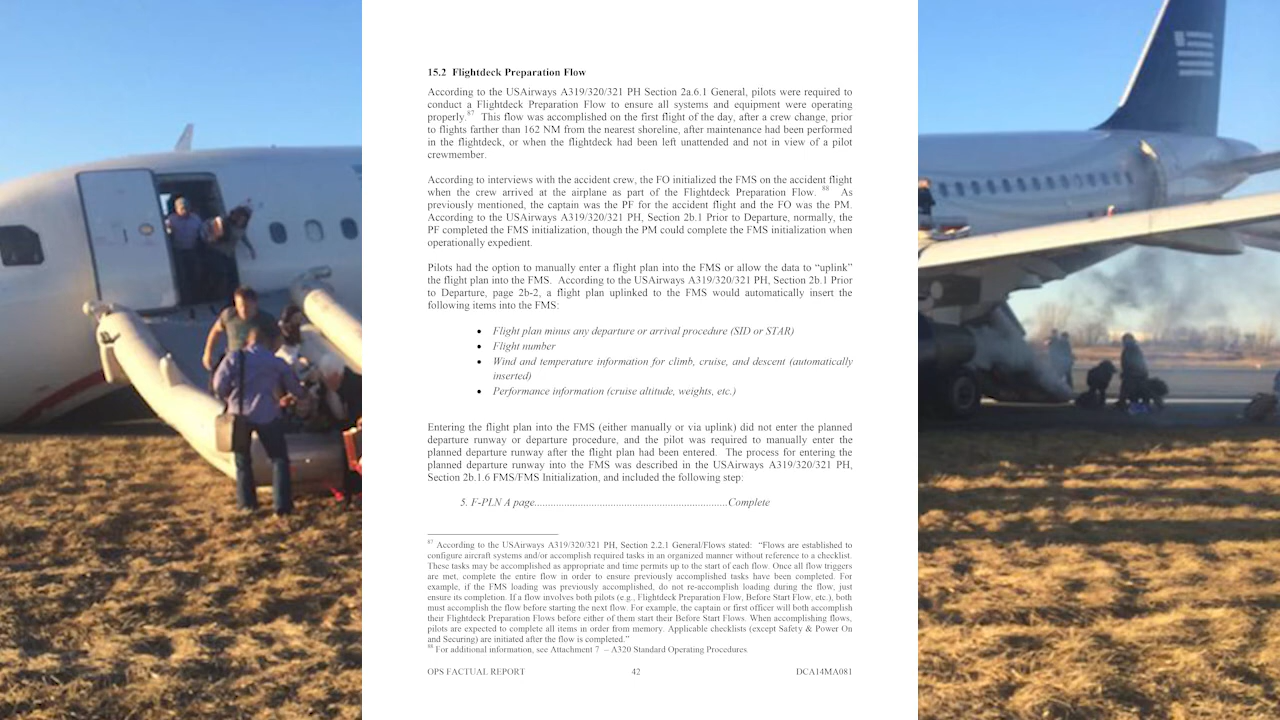 15.2 Flightdeck Preparation Flow
According to the USAirways A319/320/321 PH Section 2a.6.1 General, pilots were required to
conduct a Flightdeck Preparation Flow to ensure all systems and equipment were operating
properly.87 This flow was accomplished on the first flight of the day, after a crew change, prior
to flights farther than 162 NM from the nearest shoreline, after maintenance had been performed
in the flightdeck, or when the flightdeck had been left unattended and not in view of a pilot
crewmember.
According to interviews with the accident crew, the FO initialized the FMS on the accident flight
when the crew arrived at the airplane as part of the Flightdeck Preparation Flow. 88 As
previously mentioned, the captain was the PF for the accident flight and the FO was the PM.
According to the USAirways A319/320/321 PH, Section 2b.1 Prior to Departure, normally, the
PF completed the FMS initialization, though the PM could complete the FMS initialization when
operationally expedient.
Pilots had the option to manually enter a flight plan into the FMS or allow the data to “uplink”
the flight plan into the FMS. According to the USAirways A319/320/321 PH, Section 2b.1 Prior
to Departure, page 2b-2, a flight plan uplinked to the FMS would automatically insert the
following items into the FMS:
• Flight plan minus any departure or arrival procedure (SID or STAR)
• Flight number
• Wind and temperature information for climb, cruise, and descent (automatically
inserted)
• Performance information (cruise altitude, weights, etc.)
Entering the flight plan into the FMS (either manually or via uplink) did not enter the planned
departure runway or departure procedure, and the pilot was required to manually enter the
planned departure runway after the flight plan had been entered. The process for entering the
planned departure runway into the FMS was described in the USAirways A319/320/321 PH,
Section 2b.1.6 FMS/FMS Initialization, and included the following step:
5. F-PLN A page.........................................................................Complete
87 According to the USAirways A319/320/321 PH, Section 2.2.1 General/Flows stated: “Flows are established to
configure aircraft systems and/or accomplish required tasks in an organized manner without reference to a checklist.
These tasks may be accomplished as appropriate and time permits up to the start of each flow. Once all flow triggers
are met, complete the entire flow in order to ensure previously accomplished tasks have been completed. For
example, if the FMS loading was previously accomplished, do not re-accomplish loading during the flow, just
ensure its completion. If a flow involves both pilots (e.g., Flightdeck Preparation Flow, Before Start Flow, etc.), both
must accomplish the flow before starting the next flow. For example, the captain or first officer will both accomplish
their Flightdeck Preparation Flows before either of them start their Before Start Flows. When accomplishing flows,
pilots are expected to complete all items in order from memory. Applicable checklists (except Safety & Power On
and Securing) are initiated after the flow is completed.”
88 For additional information, see Attachment 7 – A320 Standard Operating Procedures.
OPS FACTUAL REPORT 42 DCA14MA081